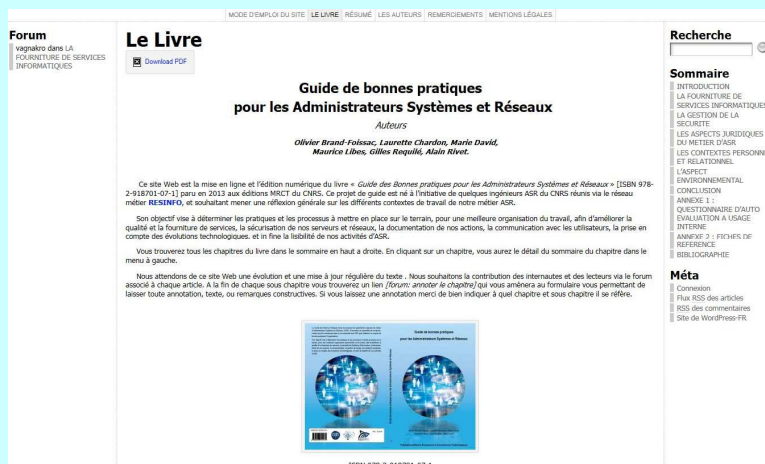 MODE D'EMPLOI DU SITE LE LIVRE RÉSUMÉ LES AUTEURS REMERCIEMENTS MENTIONS LÉGALES
Forum
vagnakro dans LA
FOURNITURE DE SERVICES
INFORMATIQUES
Le Livre
Download PDF
Guide de bonnes pratiques
pour les Administrateurs Systèmes et Réseaux
Auteurs
Olivier Brand-Foissac, Laurette Chardon, Marie David,
Maurice Libes, Gilles Requilé, Alain Rivet.
Ce site Web est la mise en ligne et l'édition numérique du livre « Guide des Bonnes pratiques pour les Administrateurs Systèmes et Réseaux » [ISBN 978-
2-918701-07-1] paru en 2013 aux éditions MRCT du CNRS. Ce projet de guide est né à l'initiative de quelques ingénieurs ASR du CNRS réunis via le réseau
métier RESINFO, et souhaitant mener une réflexion générale sur les différents contextes de travail de notre métier ASR.
Son objectif vise à déterminer les pratiques et les processus à mettre en place sur le terrain, pour une meilleure organisation du travail, afin d'améliorer la
qualité et la fourniture de services, la sécurisation de nos serveurs et réseaux, la documentation de nos actions, la communication avec les utilisateurs, la prise en
compte des évolutions technologiques. et in fine la lisibilité de nos activités d'ASR.
Vous trouverez tous les chapitres du livre dans le sommaire en haut a droite. En cliquant sur un chapitre, vous aurez le détail du sommaire du chapitre dans le
menu à gauche.
Nous attendons de ce site Web une évolution et une mise à jour régulière du texte . Nous souhaitons la contribution des internautes et des lecteurs via le forum
associé à chaque article. A la fin de chaque sous chapitre vous trouverez un lien [forum: annoter le chapitre] qui vous amènera au formulaire vous permettant de
laisser toute annotation, texte, ou remarques constructives. Si vous laissez une annotation merci de bien indiquer à quel chapitre et sous chapitre il se réfère.
Guide de bonnes pratiques
pour les Administrateurs Systèmes et Réseaux
Recherche
Sommaire
INTRODUCTION
LA FOURNITURE DE
SERVICES INFORMATIQUES
LA GESTION DE LA
SECURITE
LES ASPECTS JURIDIQUES
DU METIER D'ASR
LES CONTEXTES PERSONN
ET RELATIONNEL
L'ASPECT
ENVIRONNEMENTAL
CONCLUSION
ANNEXE 1 :
QUESTIONNAIRE D'AUTO
EVALUATION A USAGE
INTERNE
ANNEXE 2 : FICHES DE
REFERENCE
BIBLIOGRAPHIE
Méta
Connexion
Flux RSS des articles
RSS des commentaires
Site de WordPress-FR